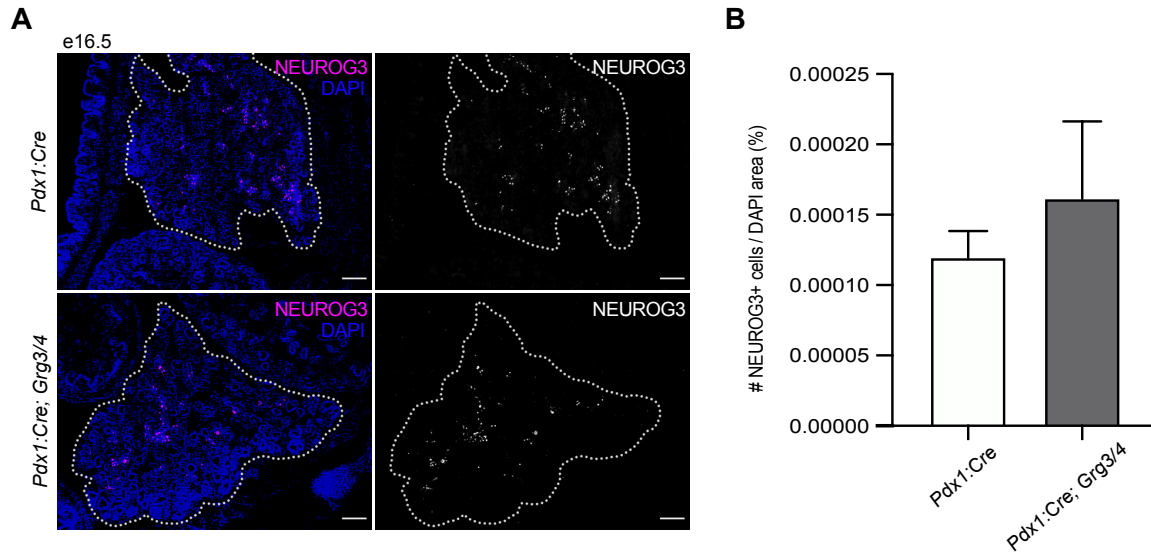 A
e16.5
Pdx1:Cre
NEUROG3
DAPI
NEUROG3
Pdx1:Cre; Grg3/4
NEUROG3
DAPI
NEUROG3
B
# NEUROG3+ cells / DAPI area (%)
0.00025
0.00020
0.00015
0.00010
0.00005
0.00000
Pdx1:Cre
Pdx1:Cre; Grg3/4